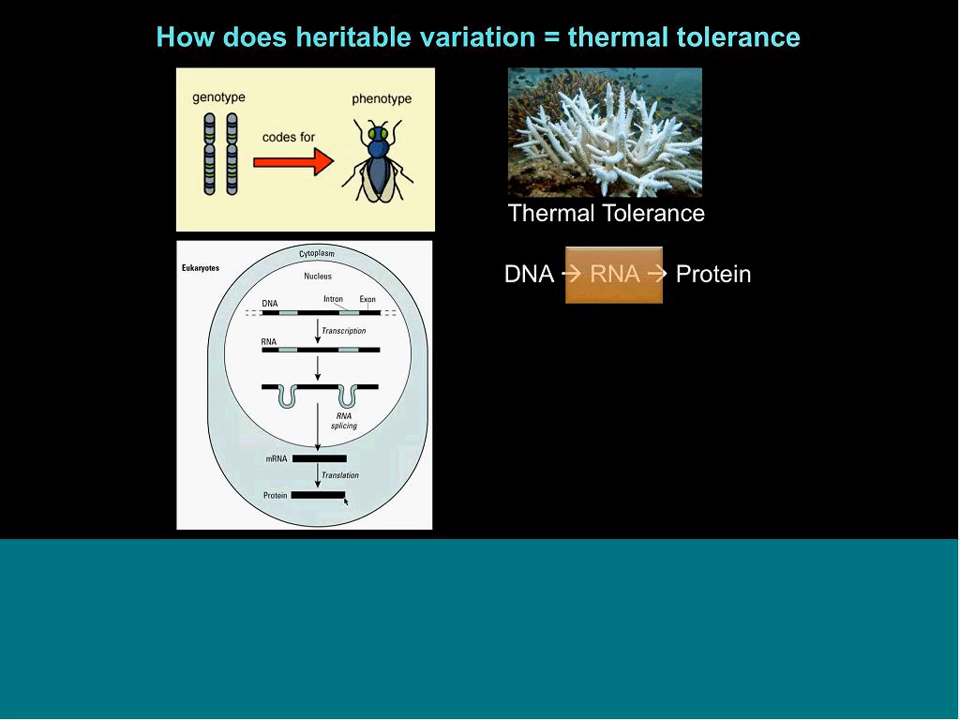 How does heritable variation = thermal tolerance
genotype
phenotype
codes for
Thermal Tolerance
DNA → RNA → Protein
Eukaryotes
Cytoplasm
Nucleus
DNA
Intron
Exon
Transcription
RNA
RNA
splicing
mRNA
Translation
Protein